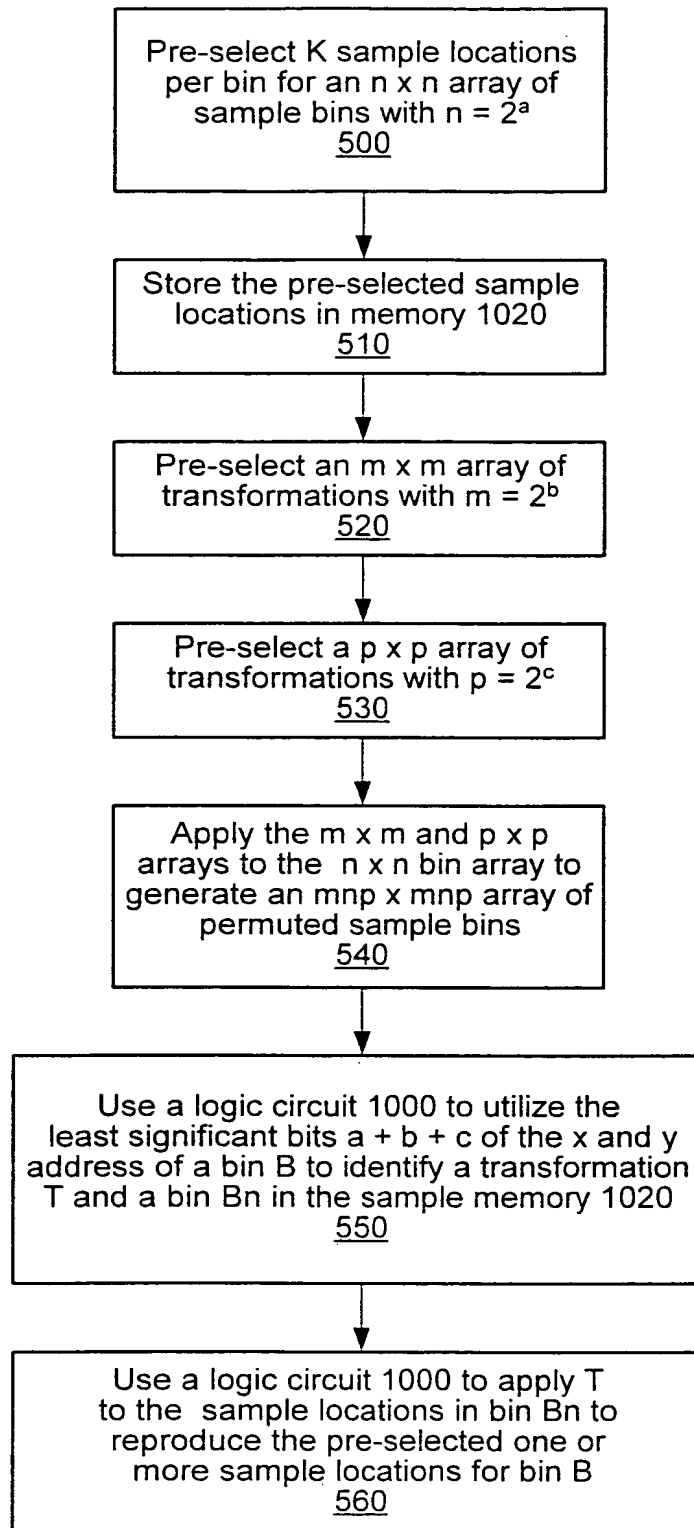 Pre-select K sample locations
per bin for an n x n array of
sample bins with n = 2ᵃ
500
Store the pre-selected sample
locations in memory 1020
510
Pre-select an m x m array of
transformations with m = 2ᵇ
520
Pre-select a p x p array of
transformations with p = 2ᶜ
530
Apply the m x m and p x p
arrays to the n x n bin array to
generate an mnp x mnp array of
permuted sample bins
540
Use a logic circuit 1000 to utilize the
least significant bits a + b + c of the x and y
address of a bin B to identify a transformation
T and a bin Bn in the sample memory 1020
550
Use a logic circuit 1000 to apply T
to the sample locations in bin Bn to
reproduce the pre-selected one or
more sample locations for bin B
560